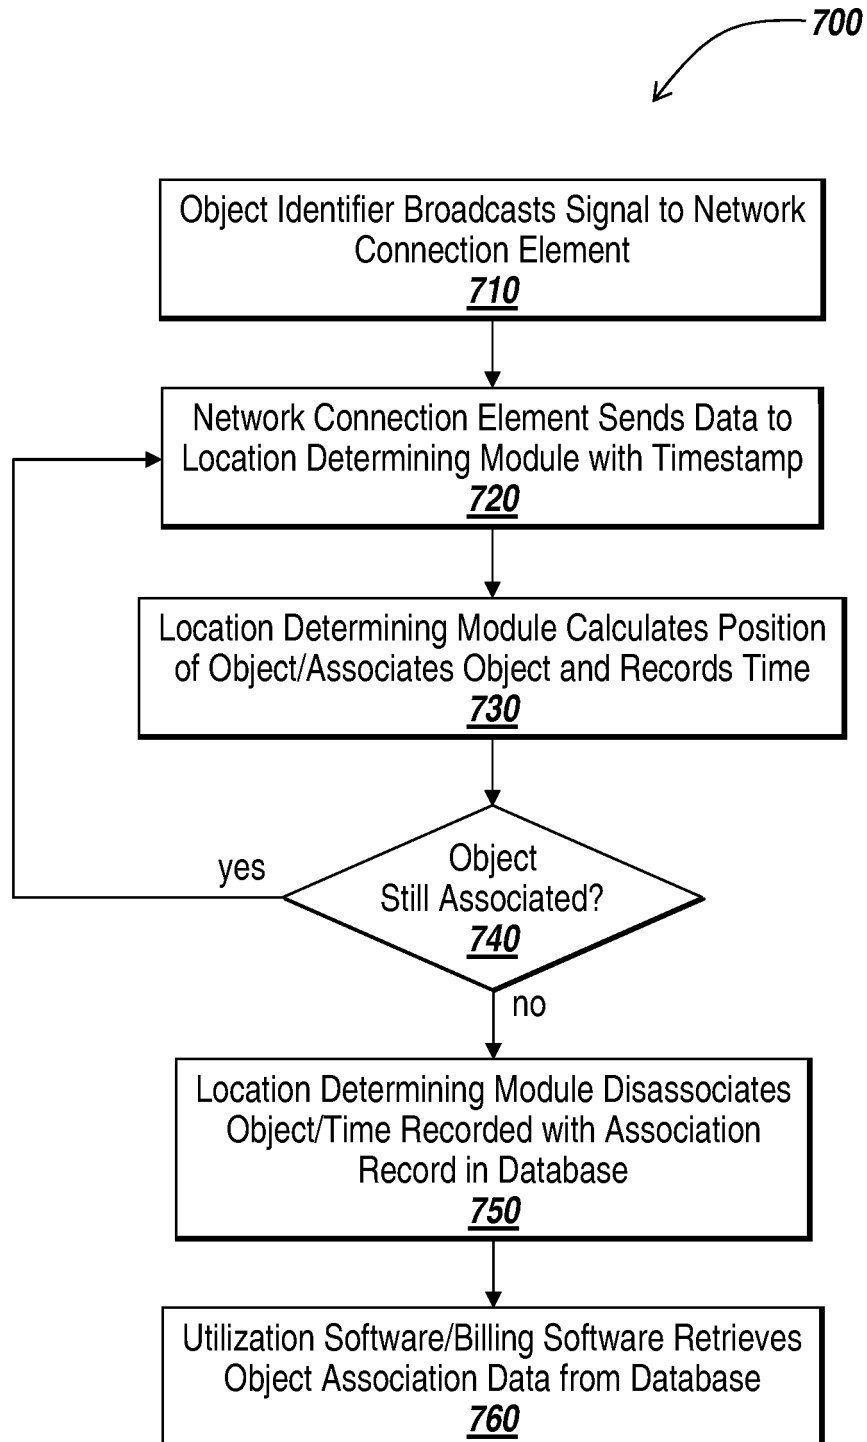 700
Object Identifier Broadcasts Signal to Network
Connection Element
710
Network Connection Element Sends Data to
Location Determining Module with Timestamp
720
Location Determining Module Calculates Position
of Object/Associates Object and Records Time
730
Object
Still Associated?
740
yes
no
Location Determining Module Disassociates
Object/Time Recorded with Association
Record in Database
750
Utilization Software/Billing Software Retrieves
Object Association Data from Database
760